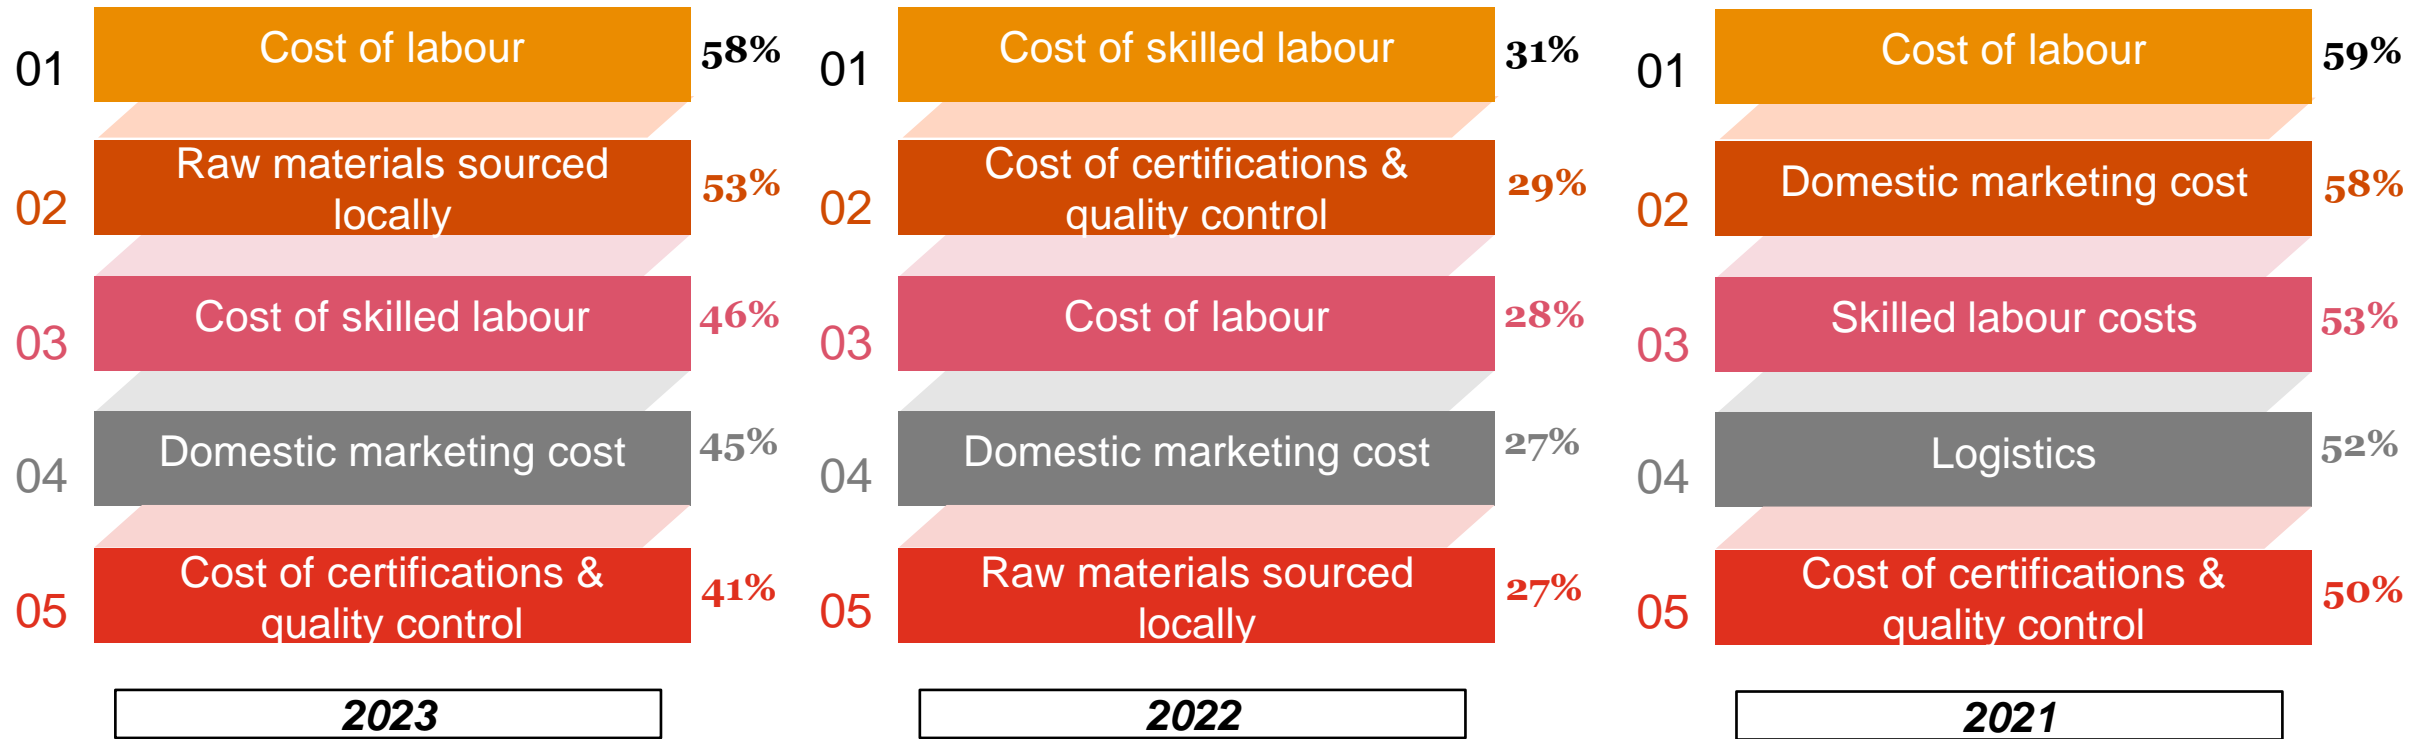 01
Cost of labour
58%
02
Raw materials sourced
locally
53%
03
Cost of skilled labour
46%
04
Domestic marketing cost
45%
05
Cost of certifications &
quality control
41%
2023
01
Cost of skilled labour
31%
02
Cost of certifications &
quality control
29%
03
Cost of labour
28%
04
Domestic marketing cost
27%
05
Raw materials sourced
locally
27%
2022
01
Cost of labour
59%
02
Domestic marketing cost
58%
03
Skilled labour costs
53%
04
Logistics
52%
05
Cost of certifications &
quality control
50%
2021